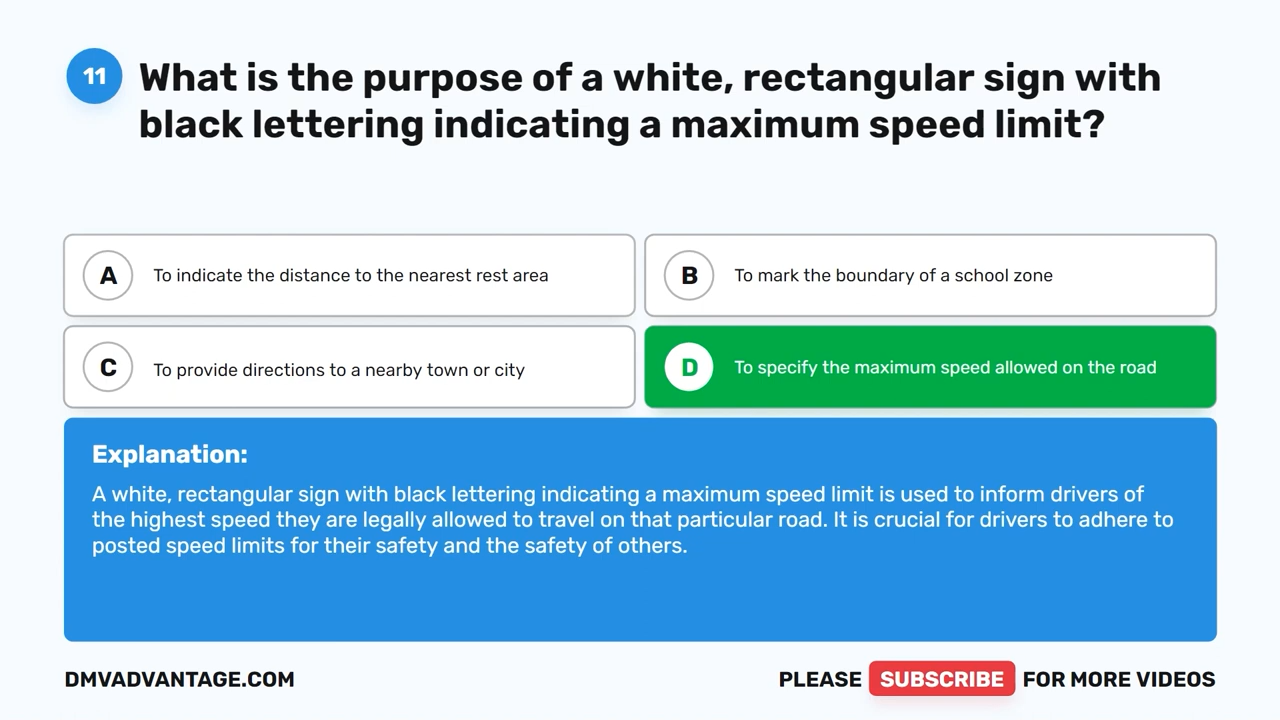 11
What is the purpose of a white, rectangular sign with
black lettering indicating a maximum speed limit?
A To indicate the distance to the nearest rest area
B To mark the boundary of a school zone
C To provide directions to a nearby town or city
D To specify the maximum speed allowed on the road
Explanation:
A white, rectangular sign with black lettering indicating a maximum speed limit is used to inform drivers of
the highest speed they are legally allowed to travel on that particular road. It is crucial for drivers to adhere to
posted speed limits for their safety and the safety of others.
DMVADVANTAGE.COM
PLEASE SUBSCRIBE FOR MORE VIDEOS